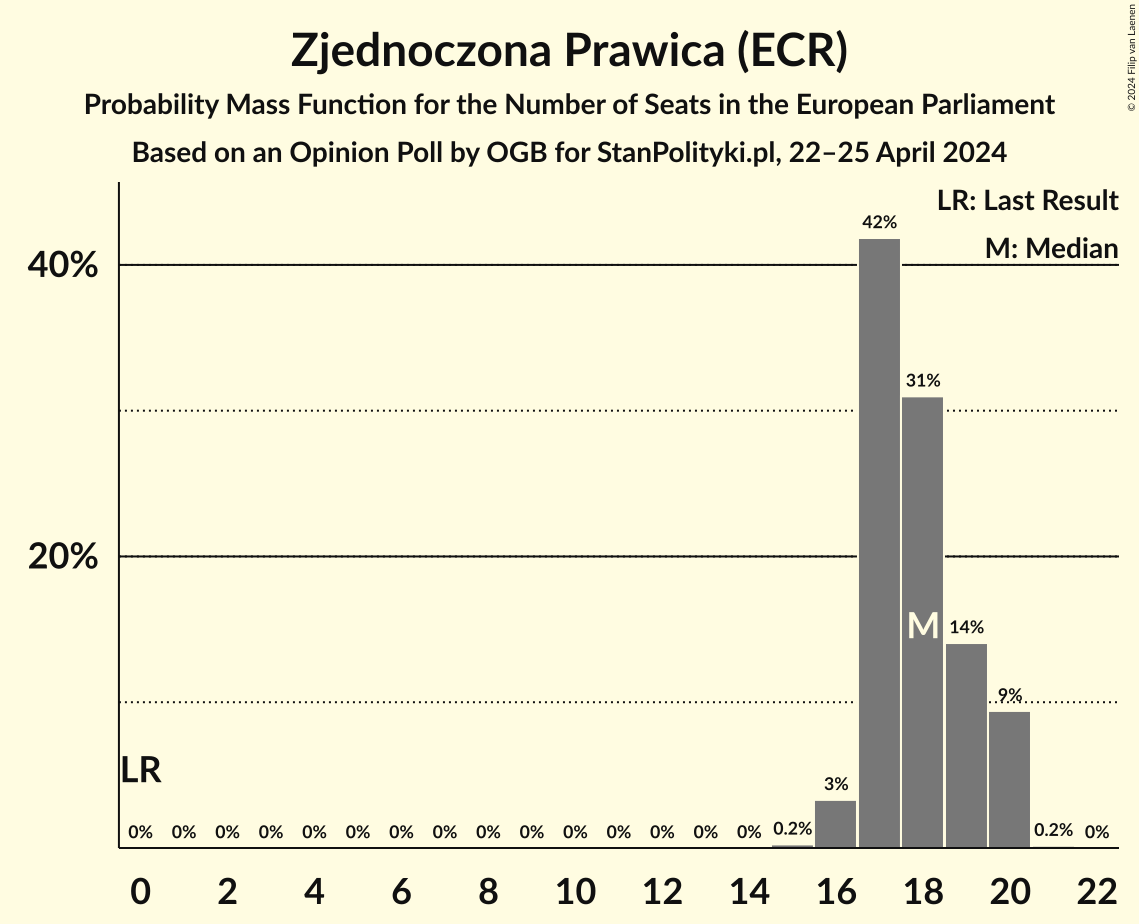 Zjednoczona Prawica (ECR)
Probability Mass Function for the Number of Seats in the European Parliament
Based on an Opinion Poll by OGB for StanPolityki.pl, 22–25 April 2024
© 2024 Filip van Laenen
LR: Last Result
M: Median
40%
20%
42%
31%
M
14%
9%
LR
3%
0% 0% 0% 0% 0% 0% 0% 0% 0% 0% 0% 0% 0% 0% 0% 0.2% 0.2% 0%
0 2 4 6 8 10 12 14 16 18 20 22